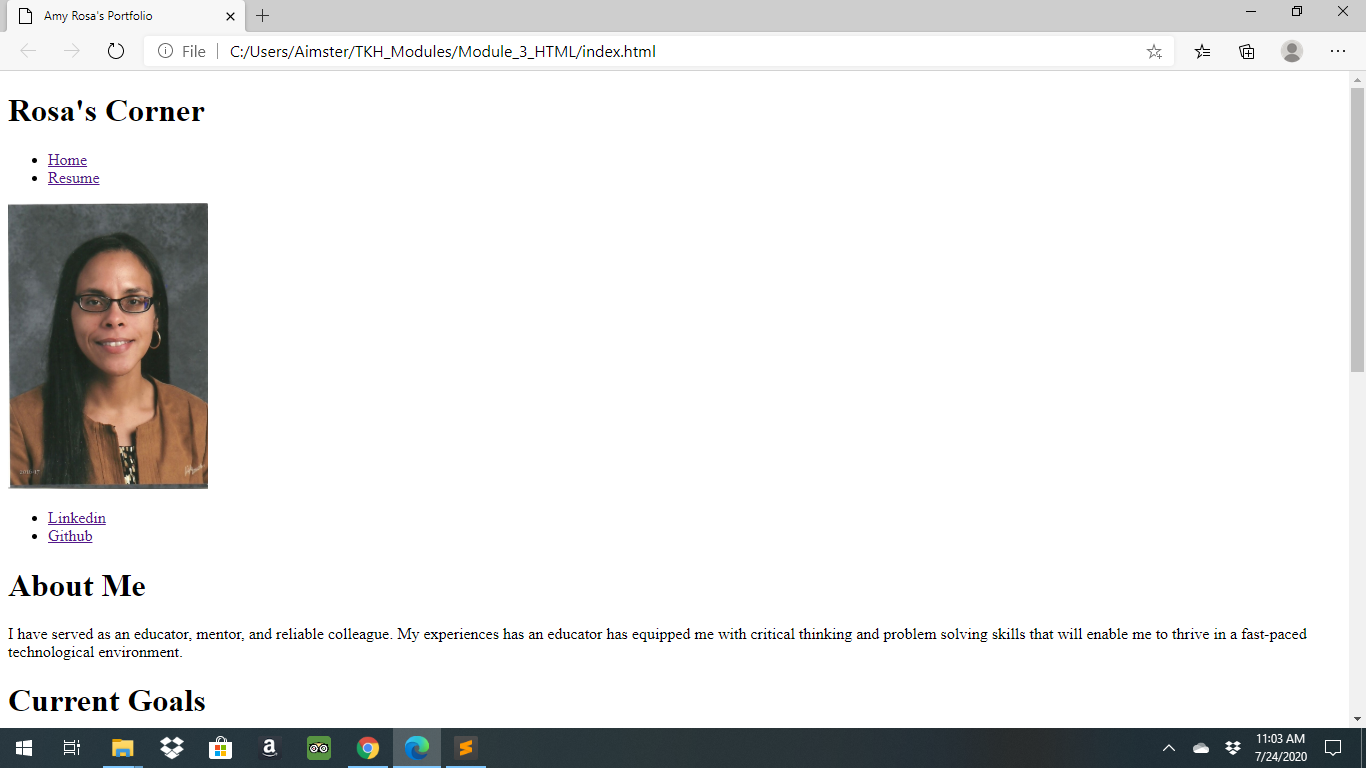 Amy Rosa's Portfolio
File
C:/Users/Aimster/TKH_Modules/Module_3_HTML/index.html
Rosa's Corner
Home
Resume
Linkedin
Github
About Me
I have served as an educator, mentor, and reliable colleague. My experiences has an educator has equipped me with critical thinking and problem solving skills that will enable me to thrive in a fast-paced
technological environment.
Current Goals
11:03 AM
7/24/2020